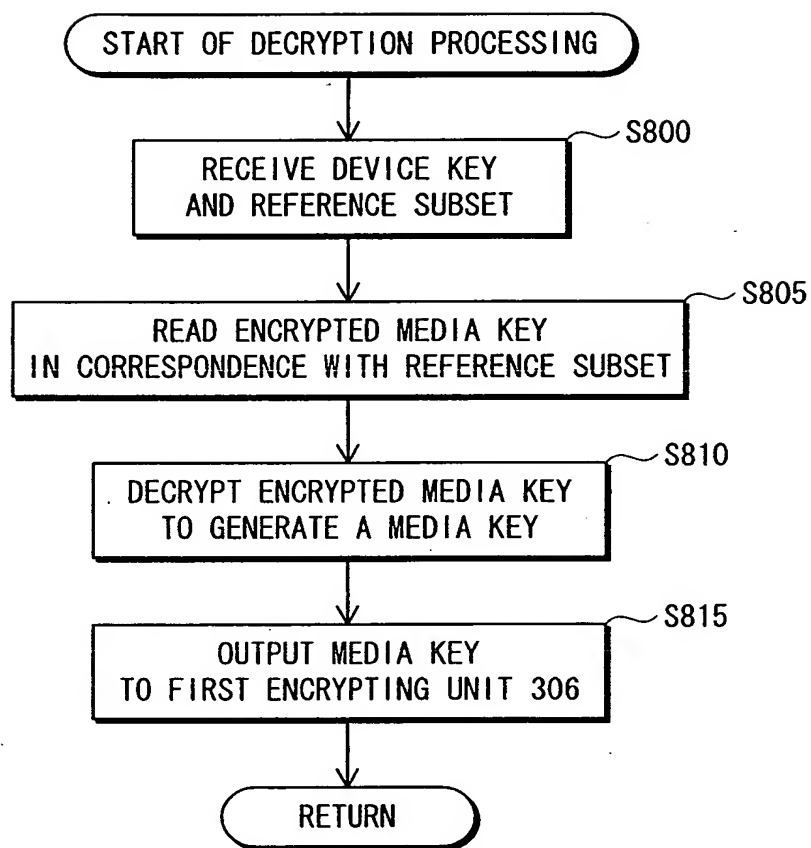 START OF DECRYPTION PROCESSING
S800
RECEIVE DEVICE KEY
AND REFERENCE SUBSET
S805
READ ENCRYPTED MEDIA KEY
IN CORRESPONDENCE WITH REFERENCE SUBSET
S810
DECRYPT ENCRYPTED MEDIA KEY
TO GENERATE A MEDIA KEY
S815
OUTPUT MEDIA KEY
TO FIRST ENCRYPTING UNIT 306
RETURN